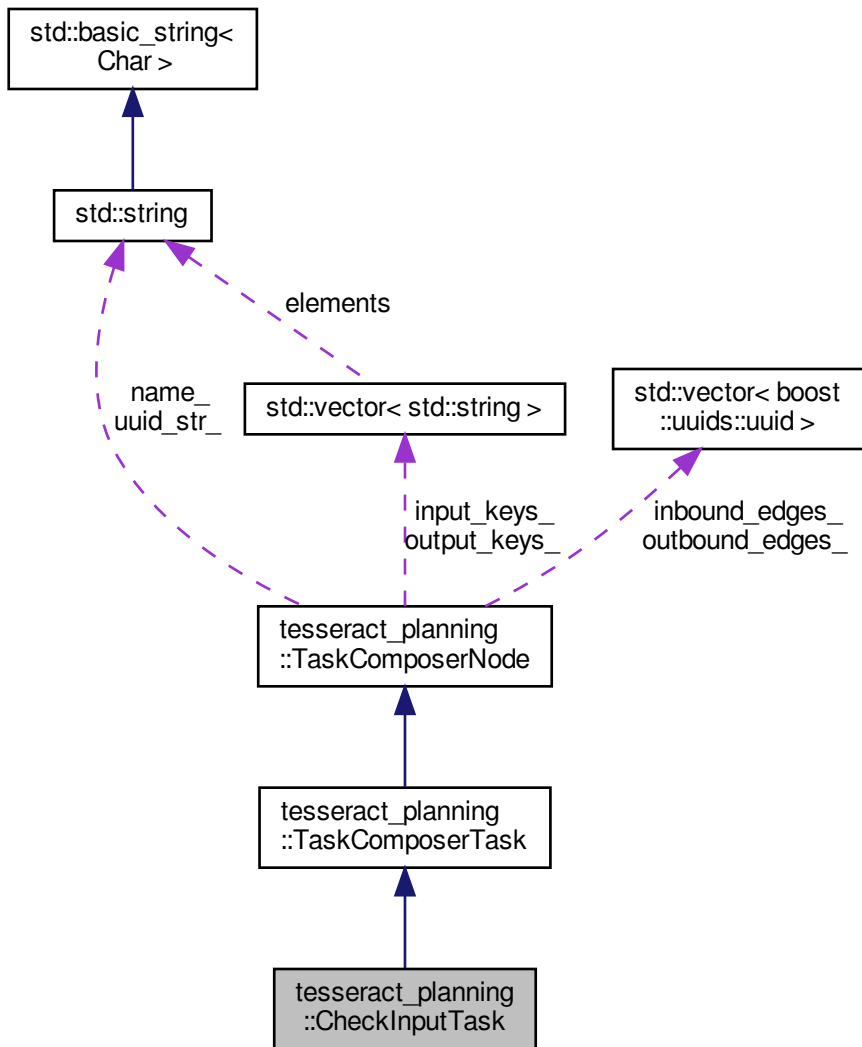 std::basic_string<
Char >
std::string
elements
name_
uuid_str_
std::vector< std::string >
std::vector< boost
::uuids::uuid >
input_keys_
output_keys_
inbound_edges_
outbound_edges_
tesseract_planning
::TaskComposerNode
tesseract_planning
::TaskComposerTask
tesseract_planning
::CheckInputTask